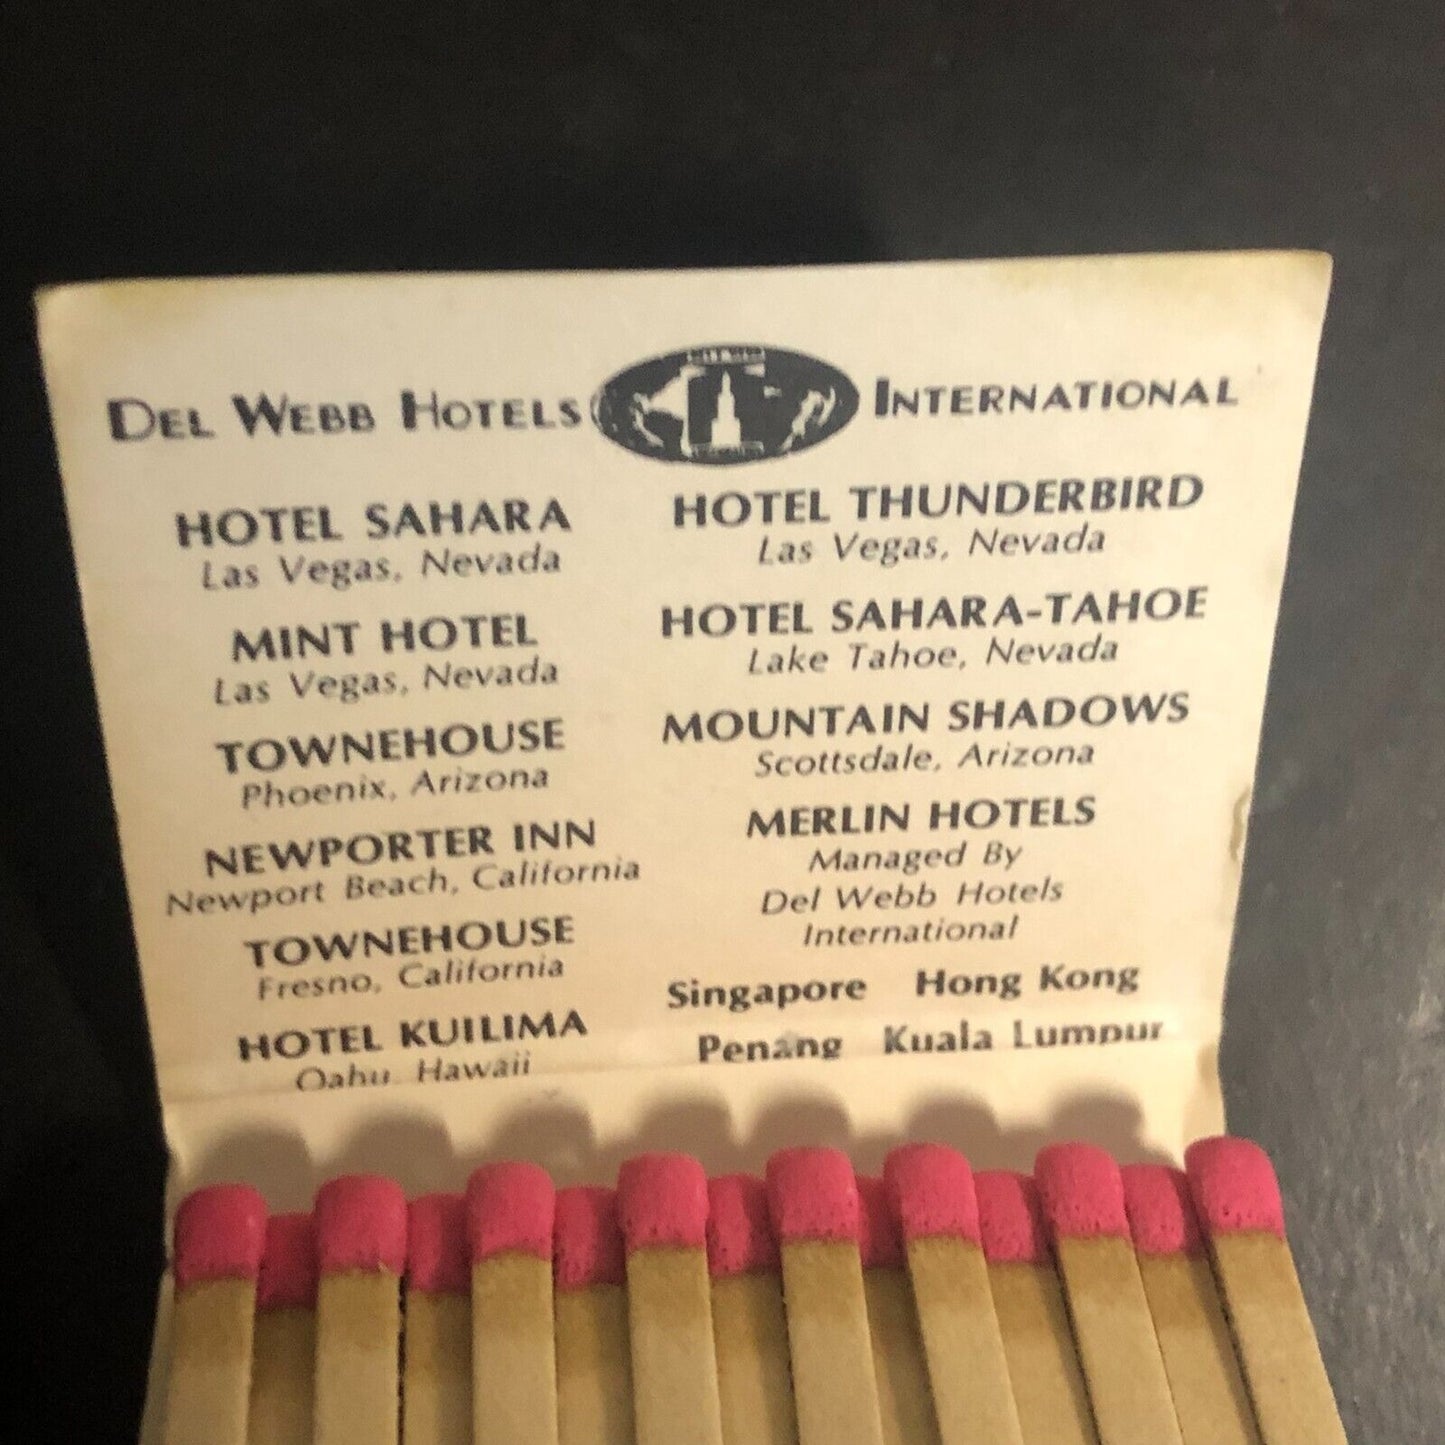 DEL WEBB HOTELS INTERNATIONAL
HOTEL SAHARA
Las Vegas, Nevada
MINT HOTEL
Las Vegas, Nevada
TOWNEHOUSE
Phoenix, Arizona
NEWPORTER INN
Newport Beach, California
TOWNEHOUSE
Fresno, California
HOTEL KUILIMA
Oahu, Hawaii
HOTEL THUNDERBIRD
Las Vegas, Nevada
HOTEL SAHARA-TAHOE
Lake Tahoe, Nevada
MOUNTAIN SHADOWS
Scottsdale, Arizona
MERLIN HOTELS
Managed By
Del Webb Hotels
International
Singapore Hong Kong
Penang Kuala Lumpur